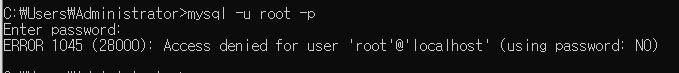 C:₩Users₩Administrator>mysql -u root -p
Enter password:
ERROR 1045 (28000): Access denied for user 'root'@'localhost' (using password: NO)